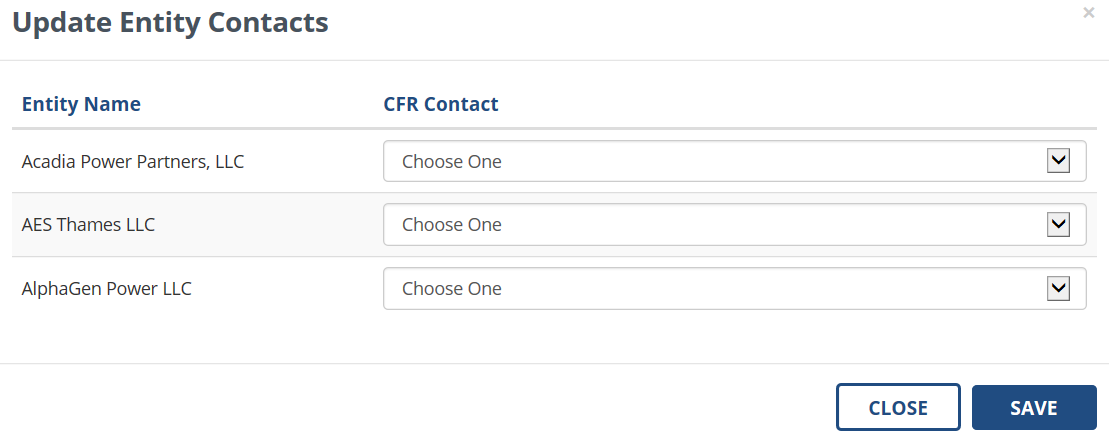 Update Entity Contacts
×
Entity Name CFR Contact
Acadia Power Partners, LLC Choose One
AES Thames LLC Choose One
AlphaGen Power LLC Choose One
CLOSE SAVE